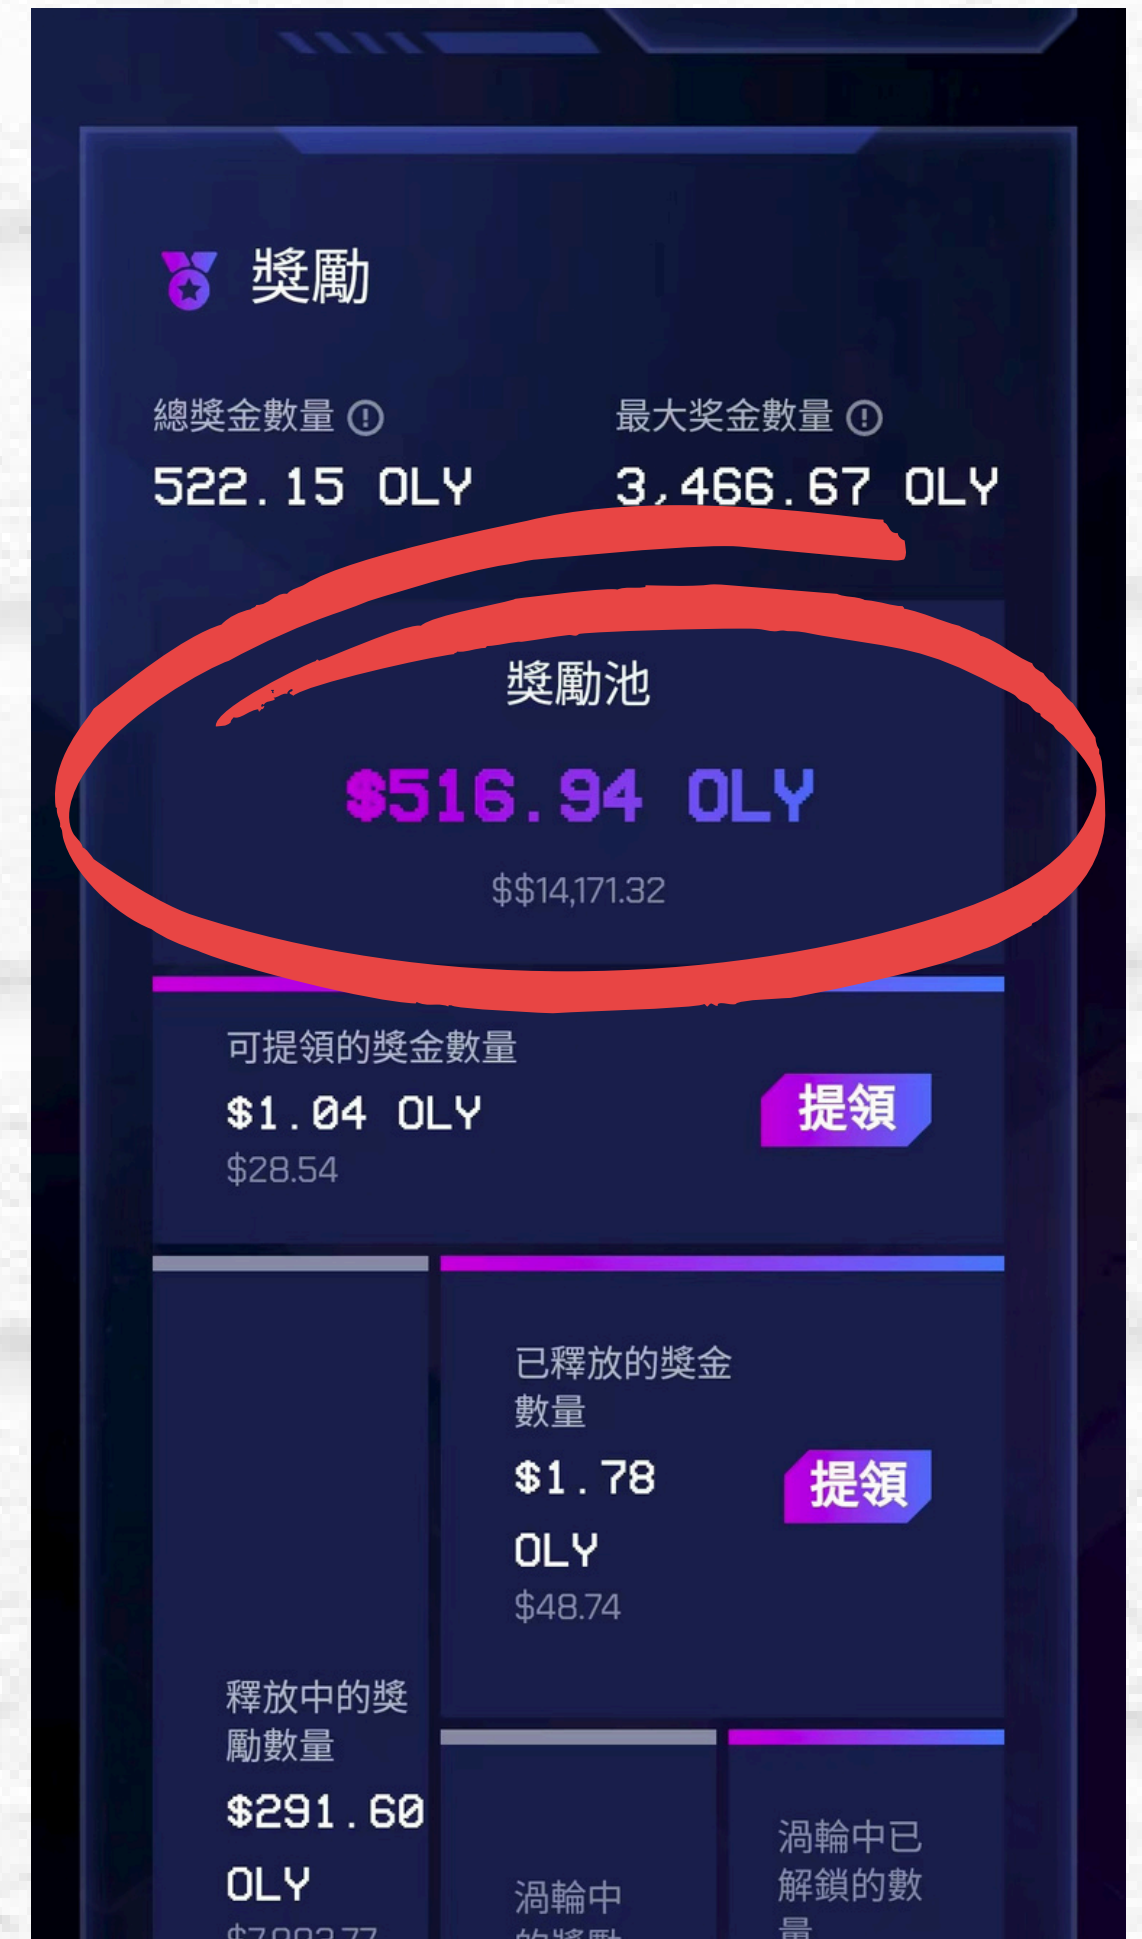 獎勵
總獎金數量
最大奖金數量
522.15 OLY
3,466.67 OLY
獎勵池
$516.94 OLY
$$14,171.32
可提領的獎金數量
$1.04 OLY
提領
$28.54
已釋放的獎金
數量
$1.78
OLY
提領
$48.74
釋放中的獎
勵數量
$291.60
OLY
渦輪中
的獎勵
渦輪中已
解鎖的數
量